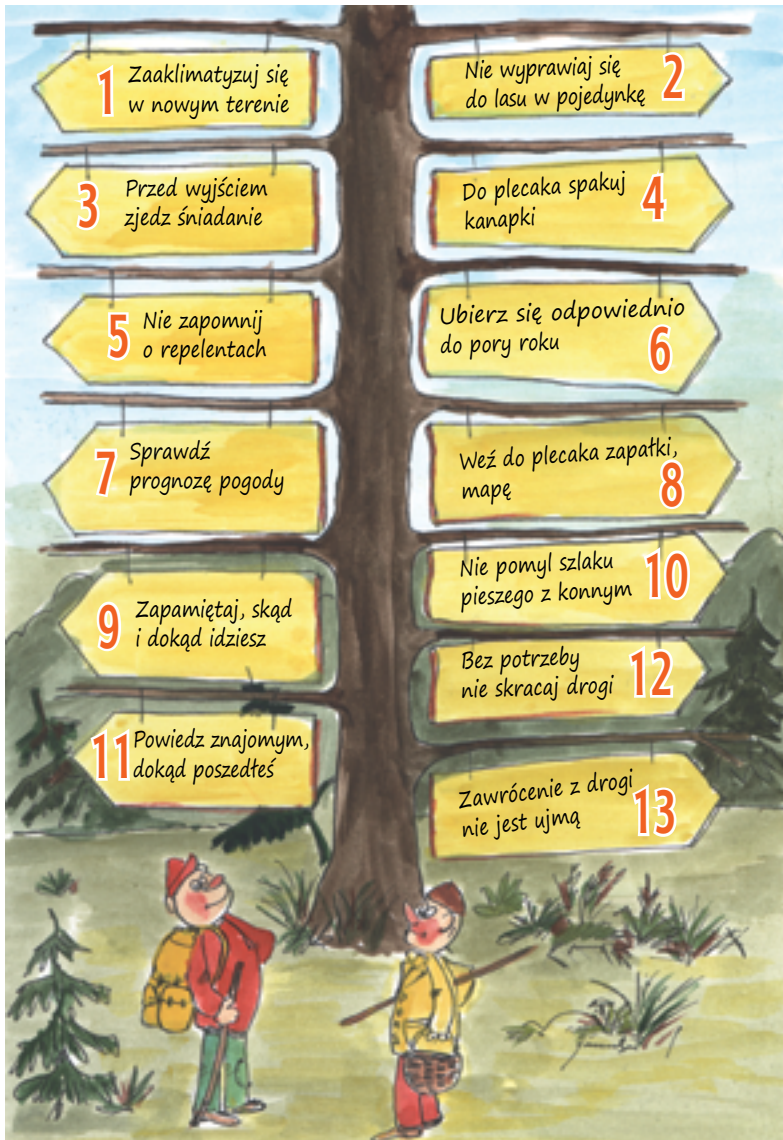 1 Zaaklimatyzuj się
w nowym terenie
Nie wyprawiaj się 2
do lasu w pojedynkę
3 Przed wyjściem
zjedz śniadanie
Do plecaka spakuj 4
kanapki
5 Nie zapomnij
o repelentach
Ubierz się odpowiednio
do pory roku 6
7 Sprawdź
prognozę pogody
Weź do plecaka zapałki,
mapę 8
9 Zapamiętaj, skąd
i dokąd idziesz
Nie pomyl szlaku 10
pieszego z konnym
11 Powiedz znajomym,
dokąd poszedłeś
Bez potrzeby 12
nie skracaj drogi
Zawrócenie z drogi 13
nie jest ujmą